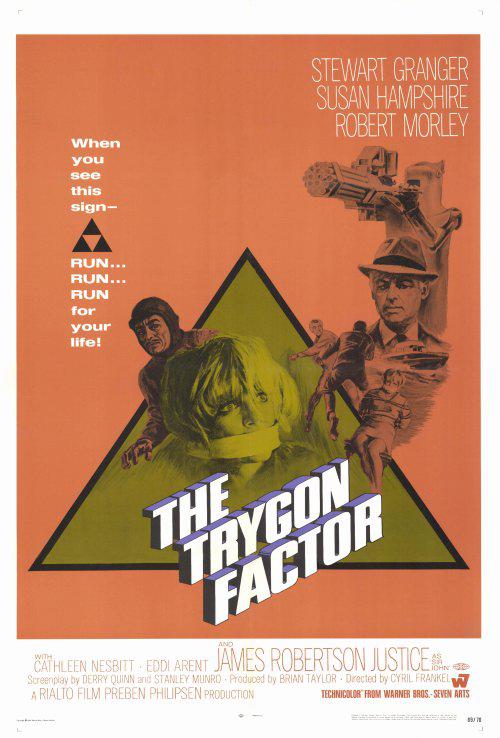 STEWART GRANGER
SUSAN HAMPSHIRE
ROBERT MORLEY
When
you
see
this
sign–
RUN...
RUN...
RUN
for
your
life!
THE
TRYGON
FACTOR
WITH
CATHLEEN NESBITT · EDDI ARENT
AND
JAMES ROBERTSON JUSTICE
AS
SIR
JOHN
Screenplay by DERRY QUINN and STANLEY MUNRO · Produced by BRIAN TAYLOR · Directed by CYRIL FRANKEL
A RIALTO FILM PREBEN PHILIPSEN PRODUCTION
TECHNICOLOR® FROM WARNER BROS.-SEVEN ARTS
W7
69/78